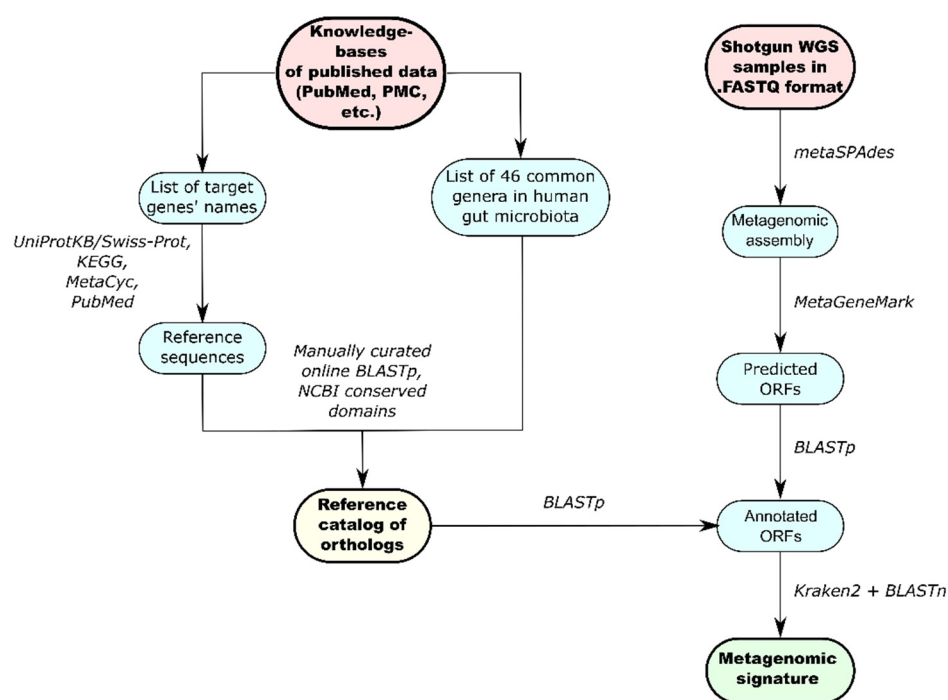 Knowledge-
bases
of published data
(PubMed, PMC,
etc.)
Shotgun WGS
samples in
.FASTQ format
metaSPAdes
List of target
genes' names
List of 46 common
genera in human
gut microbiota
Metagenomic
assembly
UniProtKB/Swiss-Prot,
KEGG,
MetaCyc,
PubMed
MetaGeneMark
Reference
sequences
Manually curated
online BLASTp,
NCBI conserved
domains
Predicted
ORFs
BLASTp
Reference
catalog of
orthologs
BLASTp
Annotated
ORFs
Kraken2 + BLASTn
Metagenomic
signature